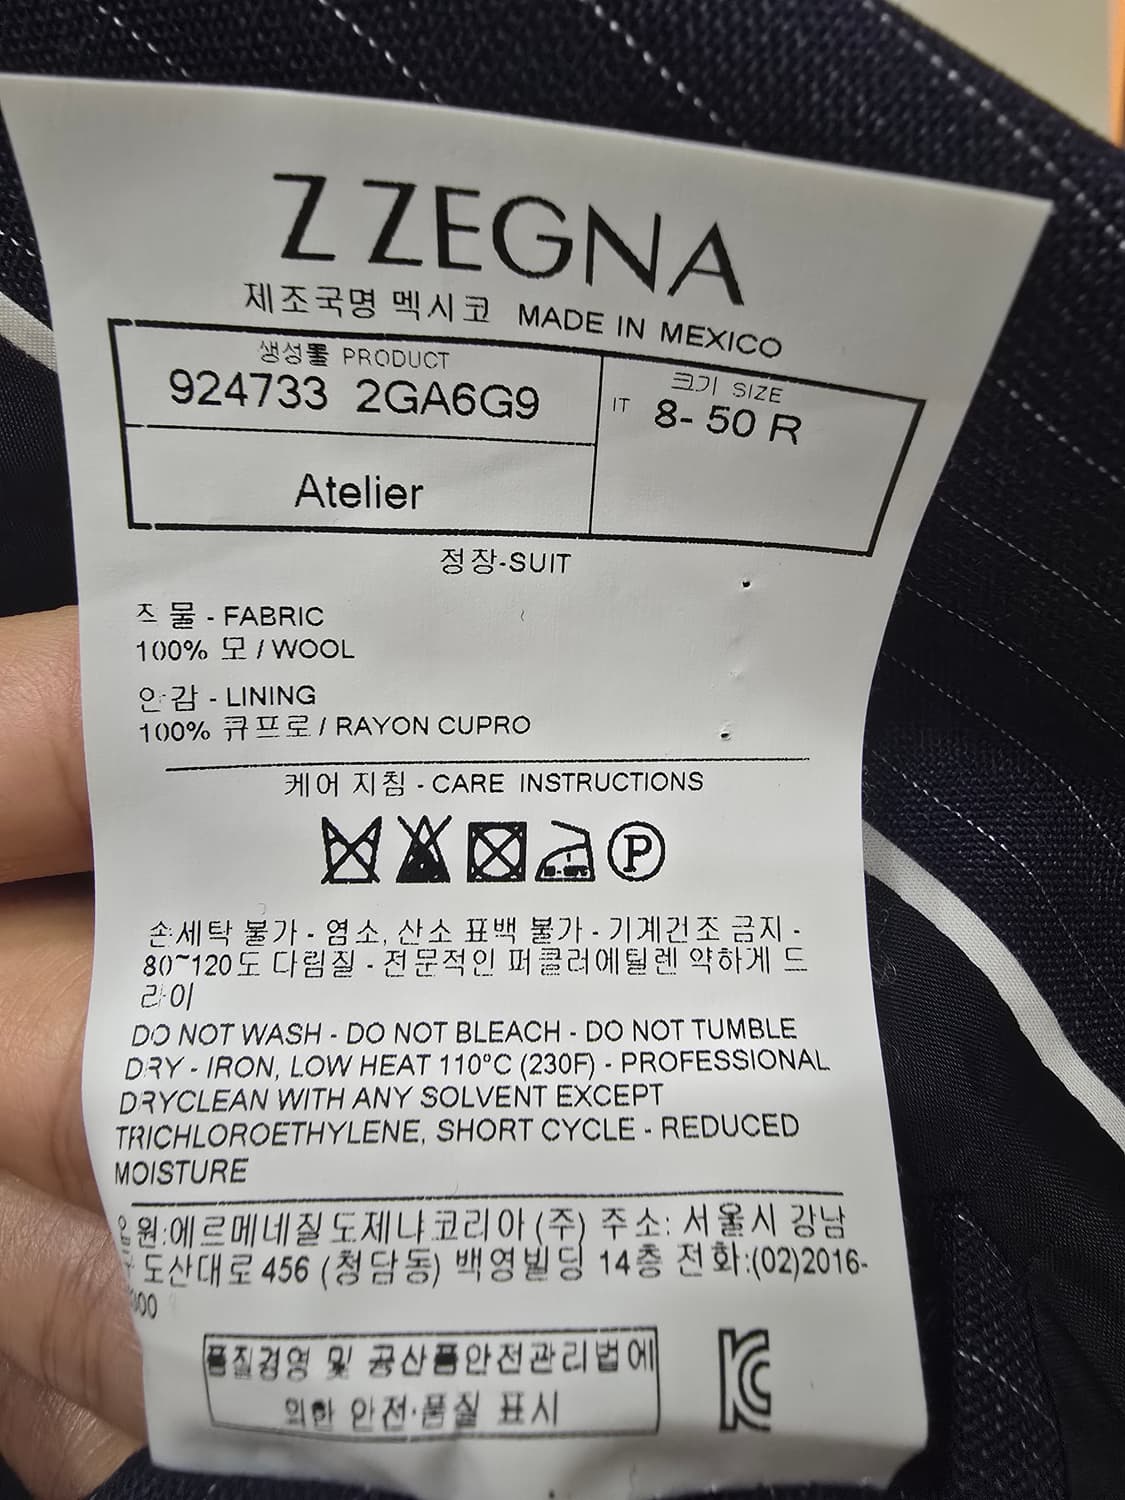 Z ZEGNA
제조국명 멕시코 MADE IN MEXICO
생성물 PRODUCT
924733 2GA6G9
크기 SIZE
IT 8- 50 R
Atelier
정장-SUIT
직물 - FABRIC
100% 모 / WOOL
안감 - LINING
100% 큐프로 / RAYON CUPRO
케어 지침 - CARE INSTRUCTIONS
P
손세탁 불가 - 염소, 산소 표백 불가 - 기계건조 금지 -
80~120도 다림질 - 전문적인 퍼클러에틸렌 약하게 드
라이
DO NOT WASH - DO NOT BLEACH - DO NOT TUMBLE
DRY - IRON, LOW HEAT 110°C (230F) - PROFESSIONAL
DRYCLEAN WITH ANY SOLVENT EXCEPT
TRICHLOROETHYLENE, SHORT CYCLE - REDUCED
MOISTURE
원:에르메네질도제냐코리아 (주) 주소: 서울시 강남
도산대로 456 (청담동) 백영빌딩 14층 전화:(02)2016-
품질경영 및 공산품안전관리법에
의한 안전·품질 표시